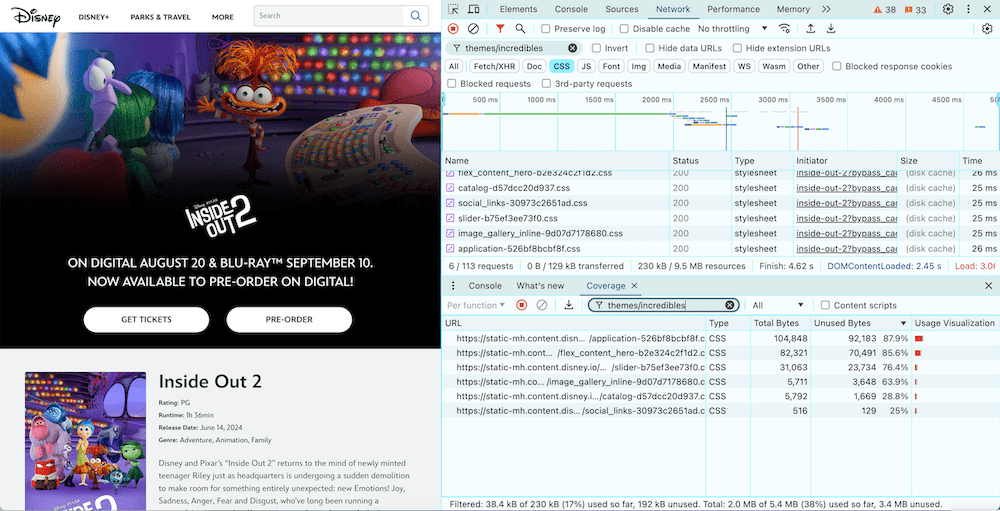 Disney
DISNEY+
PARKS & TRAVEL
MORE
Search
DISNEY · PIXAR
INSIDE OUT 2
ON DIGITAL AUGUST 20 & BLU-RAY™ SEPTEMBER 10.
NOW AVAILABLE TO PRE-ORDER ON DIGITAL!
GET TICKETS
PRE-ORDER
Inside Out 2
Rating: PG
Runtime: 1h 36min
Release Date: June 14, 2024
Genre: Adventure, Animation, Family
Disney and Pixar's “Inside Out 2” returns to the mind of newly minted
teenager Riley just as headquarters is undergoing a sudden demolition
to make room for something entirely unexpected: new Emotions! Joy,
Sadness, Anger, Fear and Disgust, who've long been running a
Elements Console Sources Network Performance Memory 38 33
Preserve log Disable cache No throttling
themes/incredibles Invert Hide data URLs Hide extension URLs
All Fetch/XHR Doc CSS JS Font Img Media Manifest WS Wasm Other Blocked response cookies
Blocked requests 3rd-party requests
500 ms 1000 ms 1500 ms 2000 ms 2500 ms 3000 ms 3500 ms 4000 ms 4500 ms
Name Status Type Initiator Size Time
flex_content_hero-b2e324c2f1d2.css 200 stylesheet inside-out-2?bypass_cac (disk cache) 26 ms
catalog-d57dcc20d937.css 200 stylesheet inside-out-2?bypass_cac (disk cache) 25 ms
social_links-30973c2651ad.css 200 stylesheet inside-out-2?bypass_cac (disk cache) 25 ms
slider-b75ef3ee73f0.css 200 stylesheet inside-out-2?bypass_cac (disk cache) 25 ms
image_gallery_inline-9d07d7178680.css 200 stylesheet inside-out-2?bypass_cac (disk cache) 25 ms
application-526bf8bcbf8f.css 200 stylesheet inside-out-2?bypass_cac (disk cache) 26 ms
6 / 113 requests 0 B / 129 kB transferred 230 kB / 9.5 MB resources Finish: 4.62 s DOMContentLoaded: 2.45 s Load: 3.0
Console What's new Coverage
Per function themes/incredibles All Content scripts
URL Type Total Bytes Unused Bytes Usage Visualization
https://static-mh.content.disn... /application-526bf8bcbf8f.c CSS 104,848 92,183 87.9%
https://static-mh.cont... /flex_content_hero-b2e324c2f1d2.c CSS 82,321 70,491 85.6%
https://static-mh.content.disney.io/... /slider-b75ef3ee73f0.c CSS 31,063 23,734 76.4%
https://static-mh.co... /image_gallery_inline-9d07d7178680.c CSS 5,711 3,648 63.9%
https://static-mh.content.disney.i... /catalog-d57dcc20d937.c CSS 5,792 1,669 28.8%
https://static-mh.content.dis... /social_links-30973c2651ad.c CSS 516 129 25%
Filtered: 38.4 kB of 230 kB (17%) used so far, 192 kB unused. Total: 2.0 MB of 5.4 MB (38%) used so far, 3.4 MB unused.